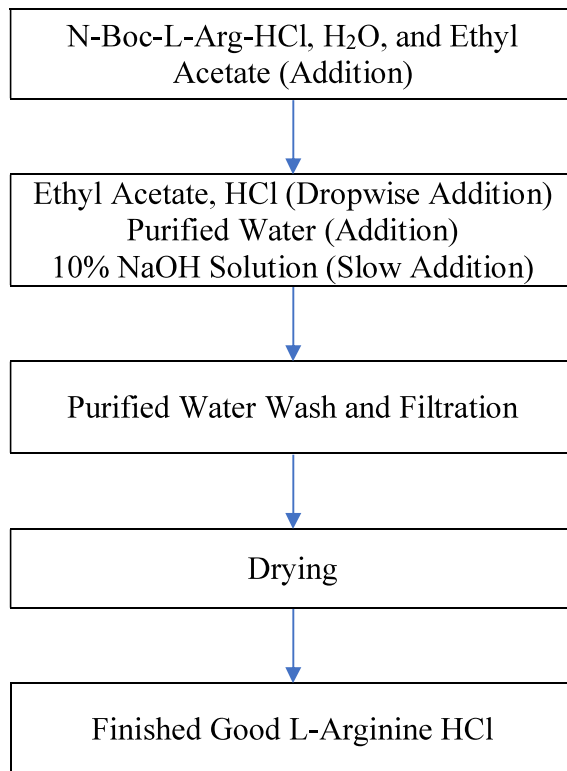 N-Boc-L-Arg-HCl, H₂O, and Ethyl
Acetate (Addition)
Ethyl Acetate, HCl (Dropwise Addition)
Purified Water (Addition)
10% NaOH Solution (Slow Addition)
Purified Water Wash and Filtration
Drying
Finished Good L-Arginine HCl